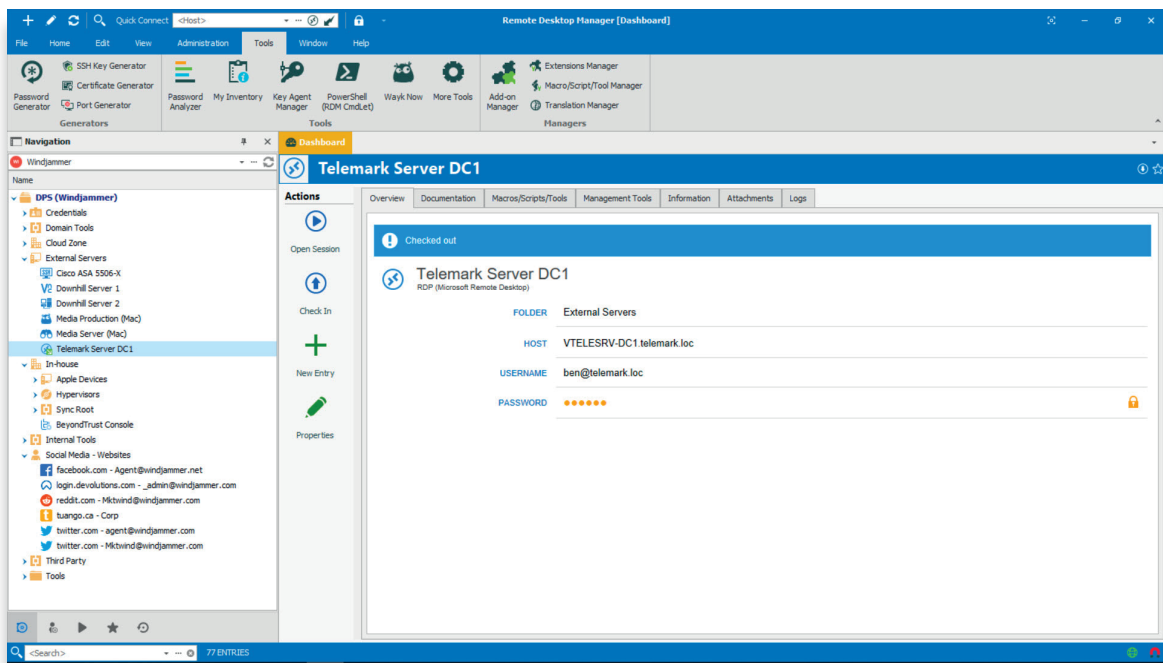 Quick Connect <Host> Remote Desktop Manager [Dashboard]
File Home Edit View Administration Tools Window Help
Password Generator
SSH Key Generator
Certificate Generator
Port Generator
Generators
Password Analyzer
My Inventory
Key Agent Manager
PowerShell (RDM CmdLet)
Wayk Now
More Tools
Tools
Add-on Manager
Extensions Manager
Macro/Script/Tool Manager
Translation Manager
Managers
Navigation
Windjammer
Name
DPS (Windjammer)
Credentials
Domain Tools
Cloud Zone
External Servers
Cisco ASA 5506-X
Downhill Server 1
Downhill Server 2
Media Production (Mac)
Media Server (Mac)
Telemark Server DC1
In-house
Apple Devices
Hypervisors
Sync Root
BeyondTrust Console
Internal Tools
Social Media - Websites
facebook.com - Agent@windjammer.net
login.devolutions.com - _admin@windjammer.com
reddit.com - Mktwind@windjammer.com
tuango.ca - Corp
twitter.com - agent@windjammer.com
twitter.com - Mktwind@windjammer.com
Third Party
Tools
Dashboard
Telemark Server DC1
Actions
Open Session
Check In
New Entry
Properties
Overview Documentation Macros/Scripts/Tools Management Tools Information Attachments Logs
Checked out
Telemark Server DC1
RDP (Microsoft Remote Desktop)
FOLDER External Servers
HOST VTELESRV-DC1.telemark.loc
USERNAME ben@telemark.loc
PASSWORD ●●●●●●
<Search> 77 ENTRIES